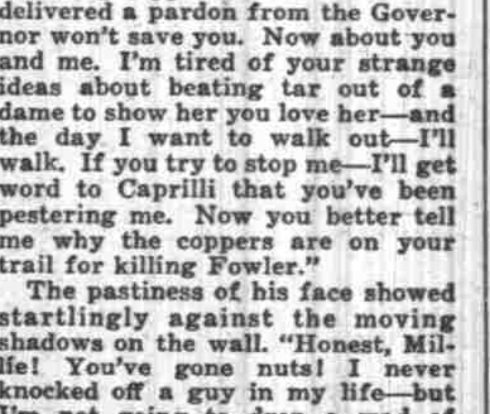 delivered a pardon from the Gover-
nor won't save you. Now about you
and me. I'm tired of your strange
ideas about beating tar out of a
dame to show her you love her—and
the day I want to walk out—I'll
walk. If you try to stop me—I'll get
word to Caprilli that you've been
pestering me. Now you better tell
me why the coppers are on your
trail for killing Fowler."
The pastiness of his face showed
startlingly against the moving
shadows on the wall. "Honest, Mil-
lfe! You've gone nuts! I never
knocked off a guy in my life—but
I'm not going to